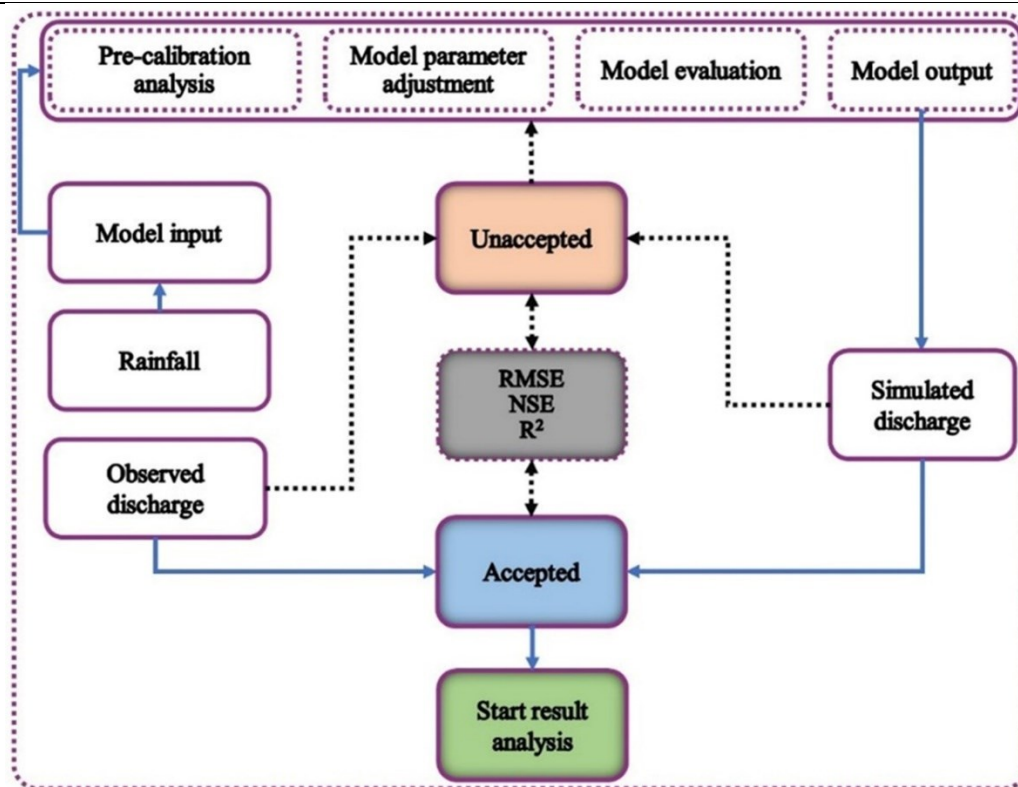 Pre-calibration
analysis
Model parameter
adjustment
Model evaluation
Model output
Model input
Unaccepted
Rainfall
RMSE
NSE
R²
Simulated
discharge
Observed
discharge
Accepted
Start result
analysis